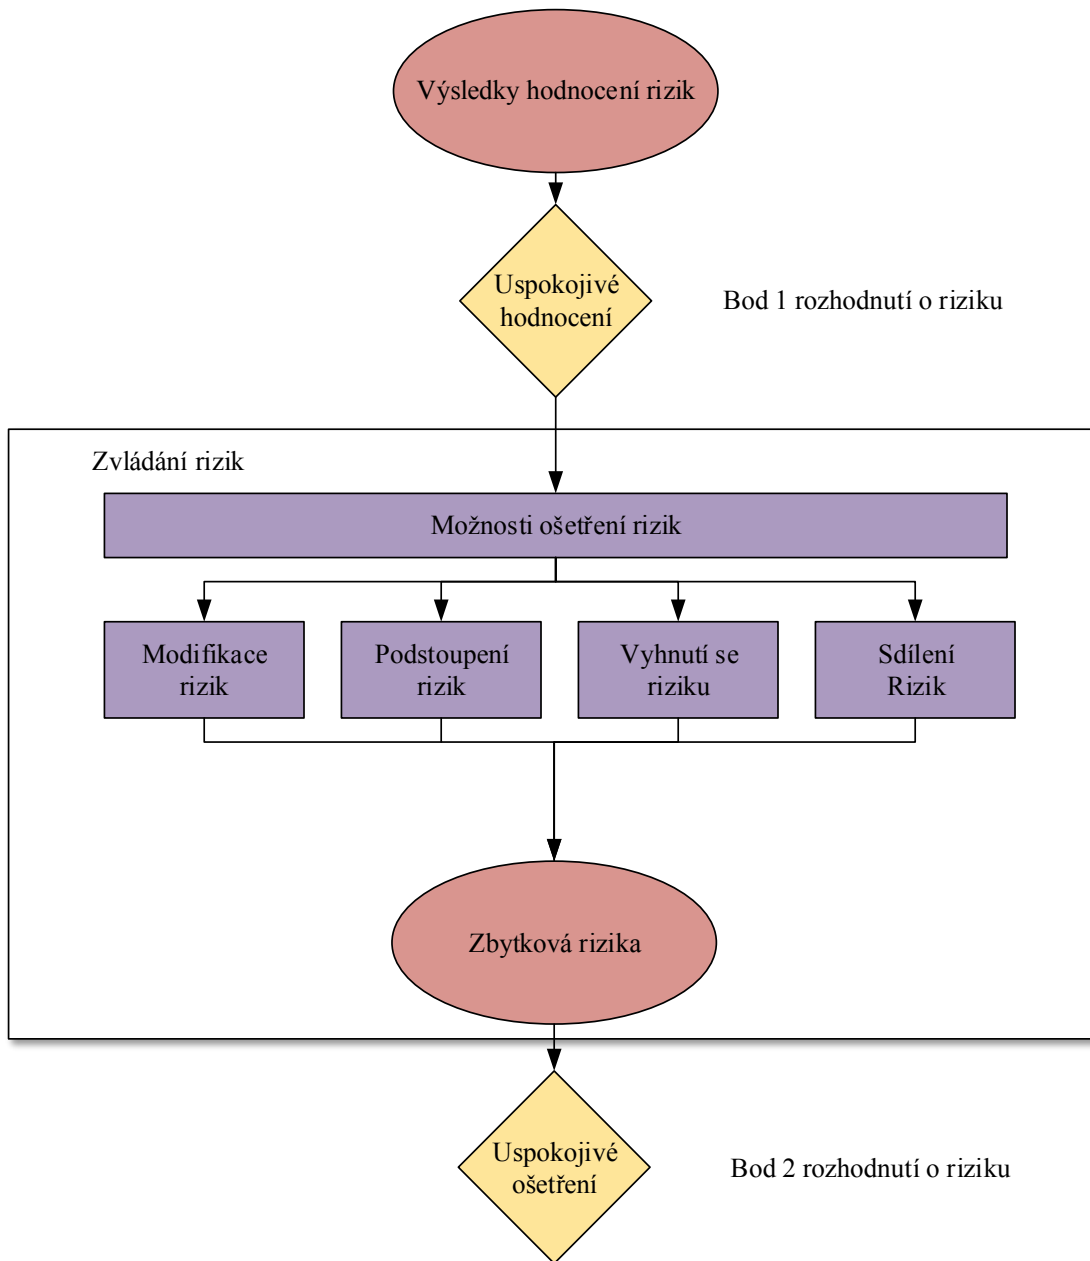 Výsledky hodnocení rizik
Uspokojivé
hodnocení
Bod 1 rozhodnutí o riziku
Zvládání rizik
Možnosti ošetření rizik
Modifikace
rizik
Podstoupení
rizik
Vyhnutí se
riziku
Sdílení
Rizik
Zbytková rizika
Uspokojivé
ošetření
Bod 2 rozhodnutí o riziku